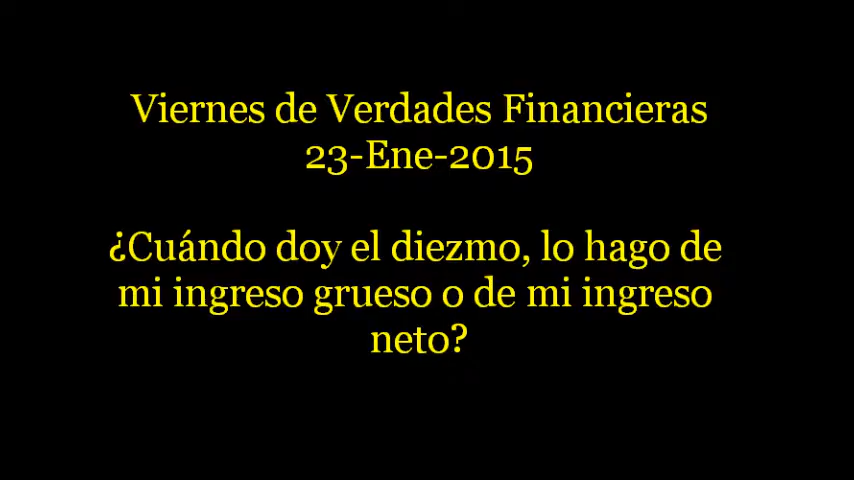 Viernes de Verdades Financieras
23-Ene-2015
¿Cuándo doy el diezmo, lo hago de
mi ingreso grueso o de mi ingreso
neto?